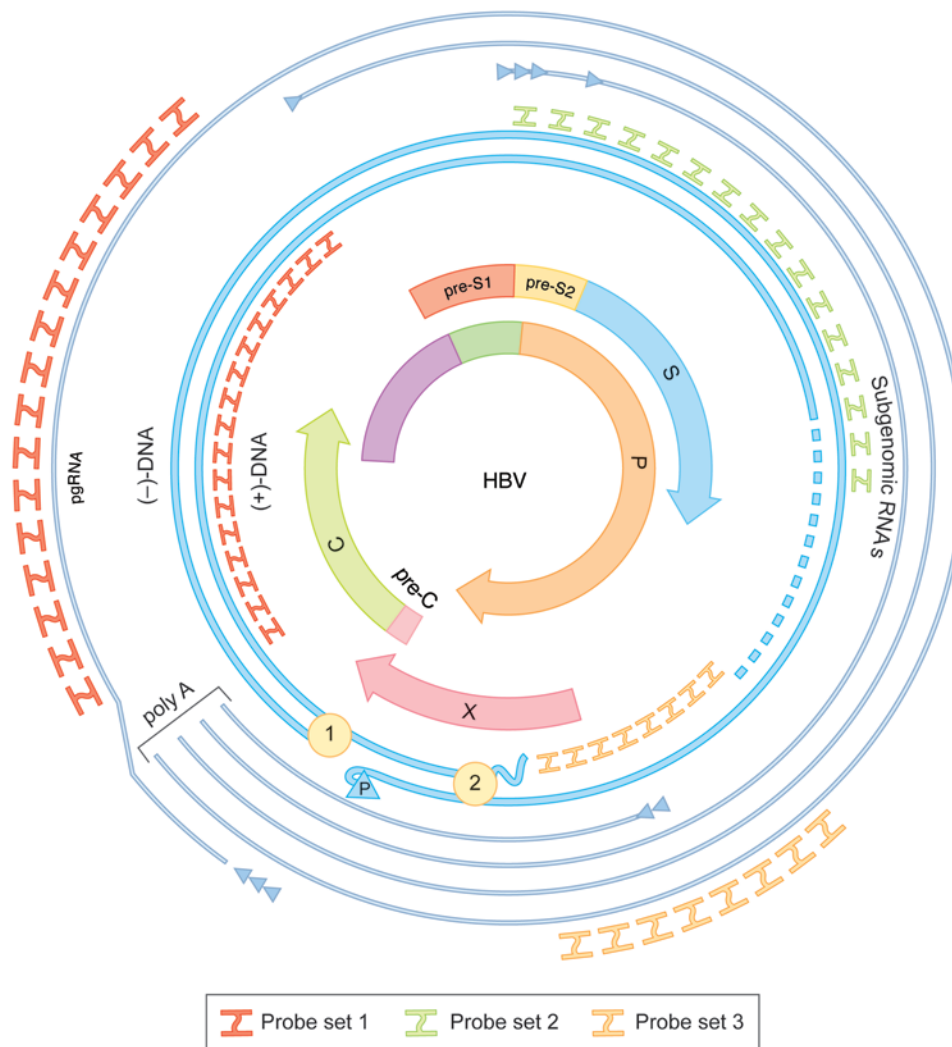 pre-S1
pre-S2
S
P
HBV
C
pre-C
X
pgRNA
(–)-DNA
(+)-DNA
Subgenomic RNAs
poly A
1
2
P
Probe set 1
Probe set 2
Probe set 3